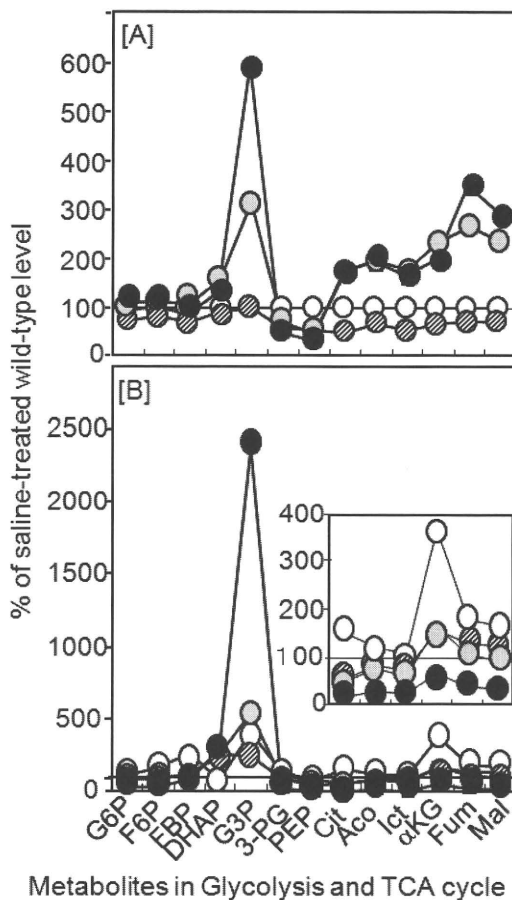 [A]
600
500
400
300
200
100
0
[B]
2500
2000
1500
1000
500
0
400
300
200
100
0
% of saline-treated wild-type level
G6P
F6P
FBP
DHAP
G3P
3-PG
PEP
Cit
Aco
Ict
αKG
Fum
Mal
Metabolites in Glycolysis and TCA cycle